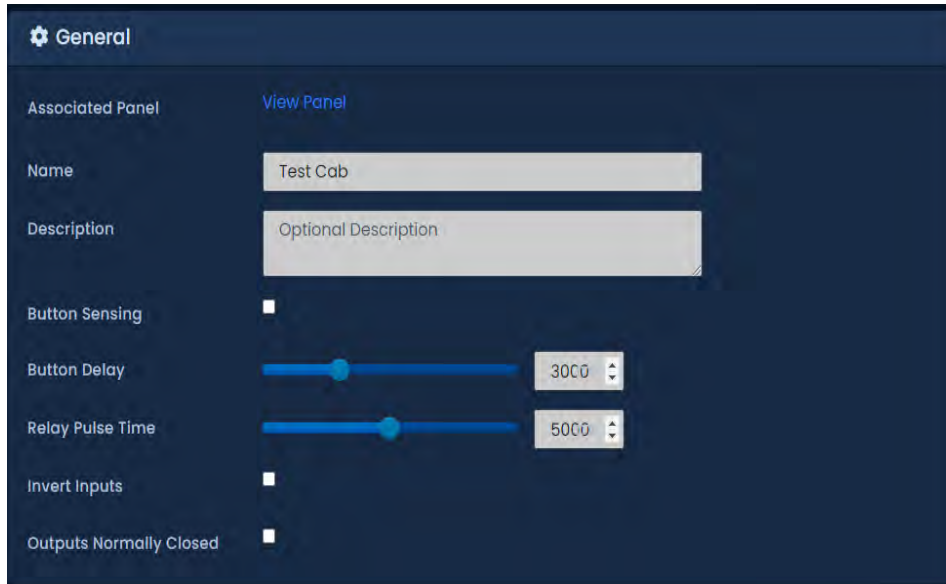 General
Associated Panel View Panel
Name Test Cab
Description Optional Description
Button Sensing
Button Delay 3000
Relay Pulse Time 5000
Invert Inputs
Outputs Normally Closed